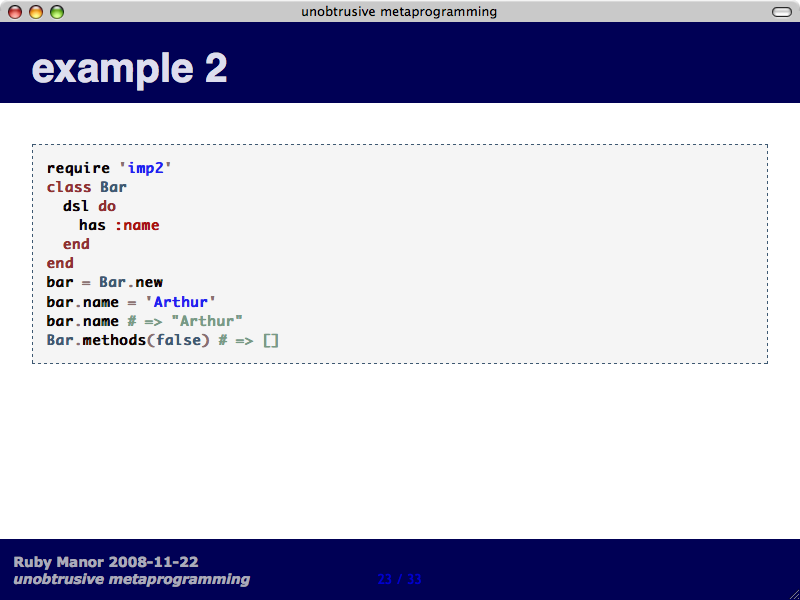 unobtrusive metaprogramming
example 2
require 'imp2'
class Bar
  dsl do
    has :name
  end
end
bar = Bar.new
bar.name = 'Arthur'
bar.name # => "Arthur"
Bar.methods(false) # => []
Ruby Manor 2008-11-22
unobtrusive metaprogramming
23 / 33